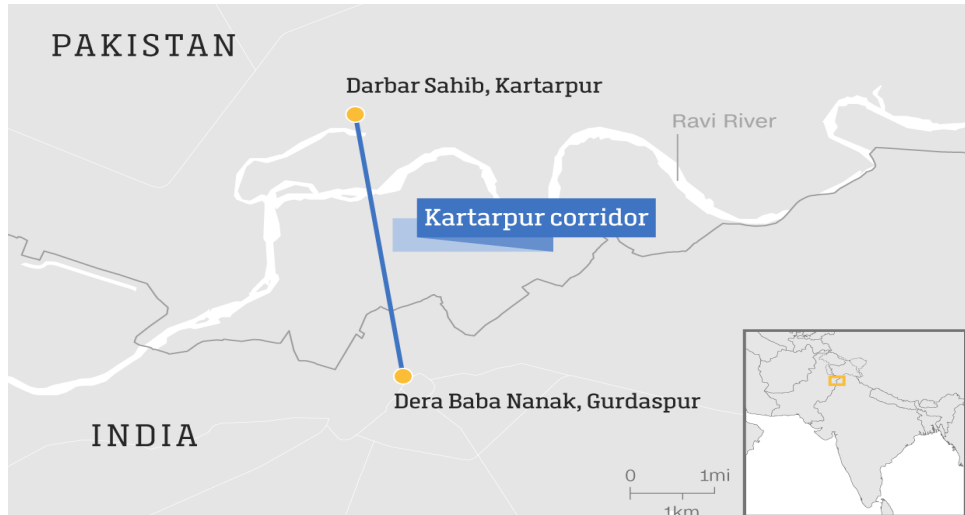 PAKISTAN
Darbar Sahib, Kartarpur
Ravi River
Kartarpur corridor
Dera Baba Nanak, Gurdaspur
INDIA
0 1mi
1km